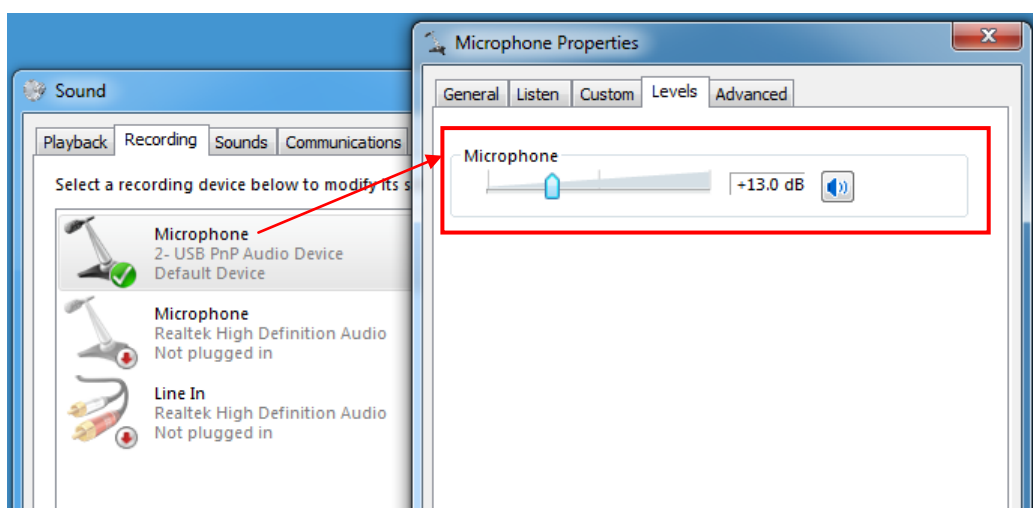 Microphone Properties
Sound
General Listen Custom Levels Advanced
Playback Recording Sounds Communications
Select a recording device below to modify its s
Microphone
+13.0 dB
Microphone
2- USB PnP Audio Device
Default Device
Microphone
Realtek High Definition Audio
Not plugged in
Line In
Realtek High Definition Audio
Not plugged in